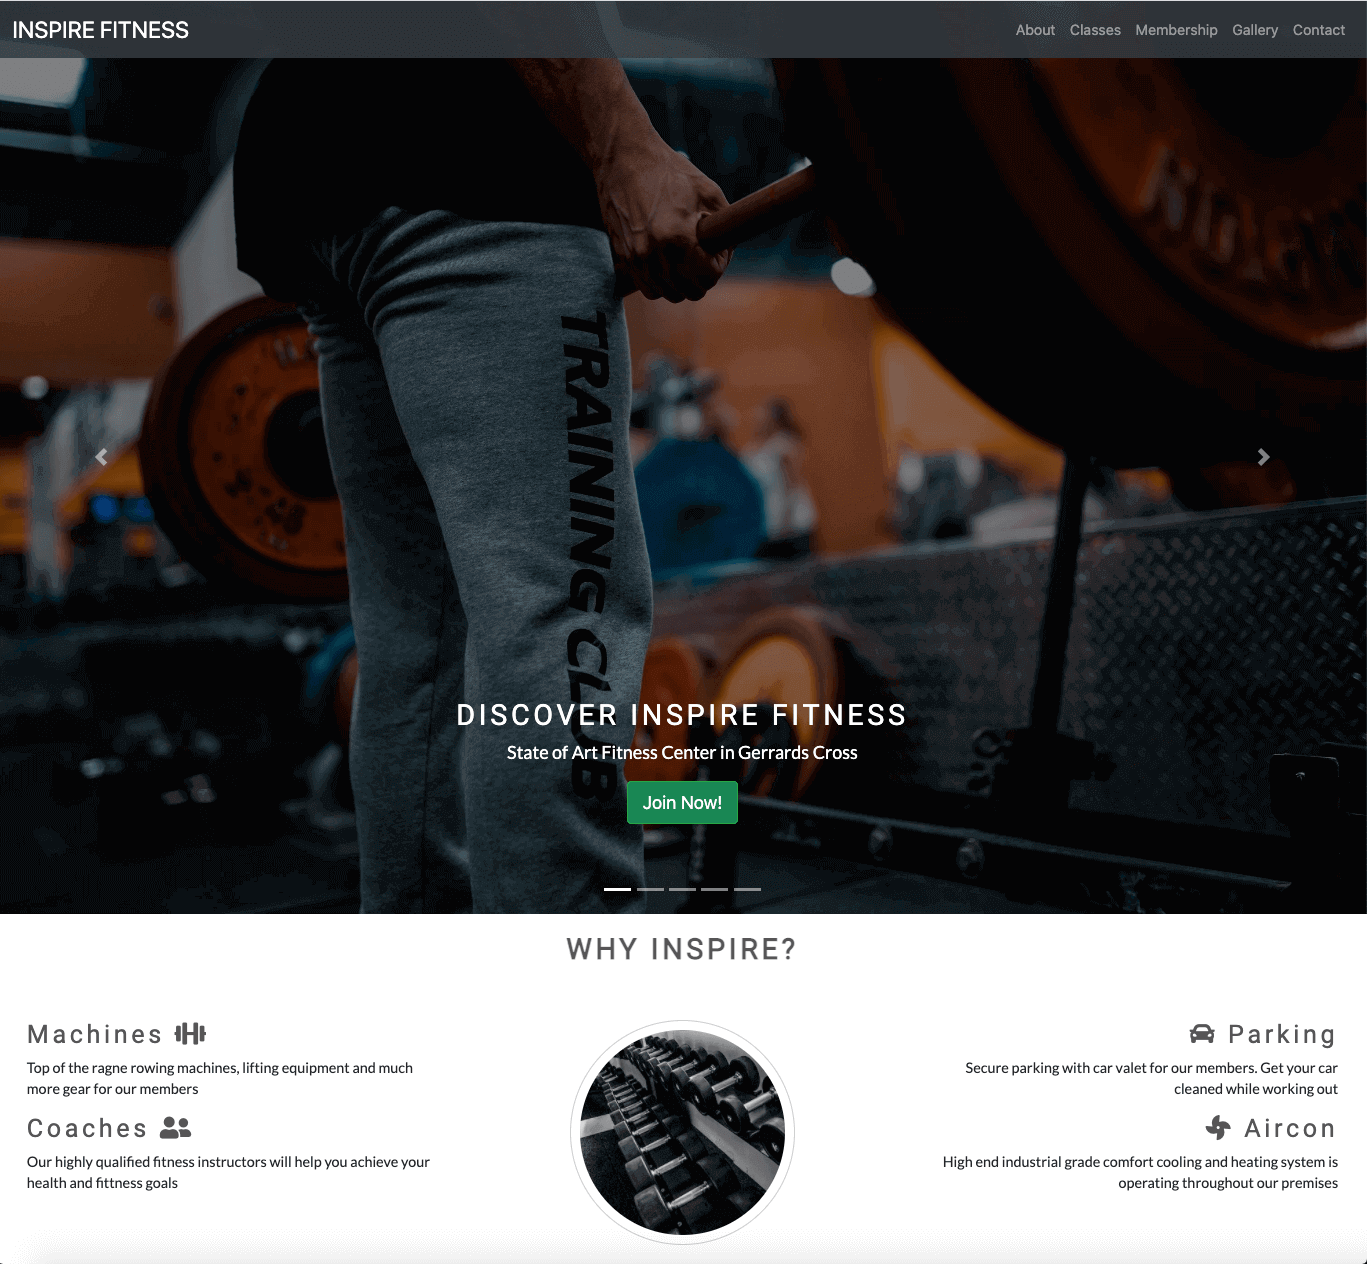 INSPIRE FITNESS
About Classes Membership Gallery Contact
TRAINING CLUB
DISCOVER INSPIRE FITNESS
State of Art Fitness Center in Gerrards Cross
Join Now!
WHY INSPIRE?
Machines
Top of the ragne rowing machines, lifting equipment and much
more gear for our members
Coaches
Our highly qualified fitness instructors will help you achieve your
health and fittness goals
Parking
Secure parking with car valet for our members. Get your car
cleaned while working out
Aircon
High end industrial grade comfort cooling and heating system is
operating throughout our premises